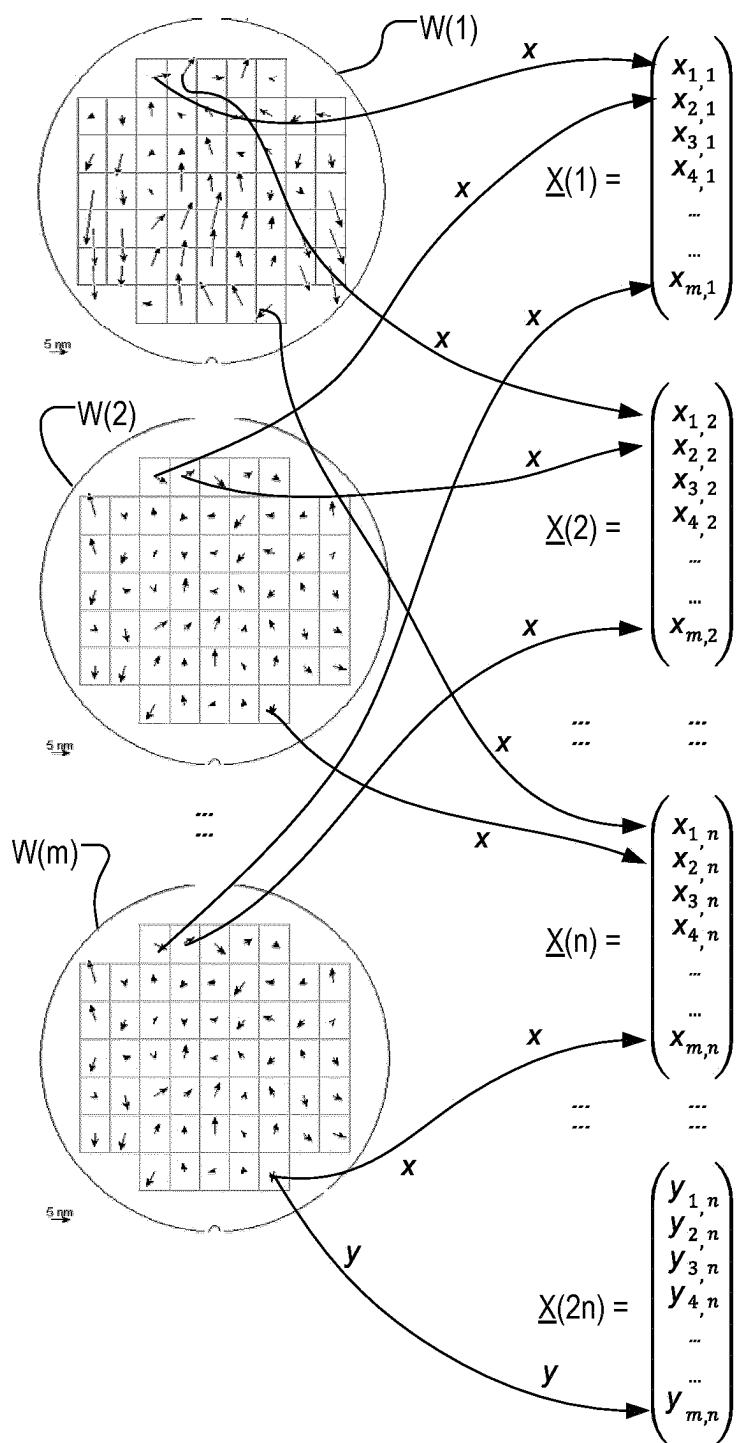 W(1)
x
x
x
x
5 nm
X(1) =
x1,1
x2,1
x3,1
x4,1
...
...
xm,1
W(2)
x
x
x
x
5 nm
X(2) =
x1,2
x2,2
x3,2
x4,2
...
...
xm,2
... ...
... ...
...
...
W(m)
x
x
y
y
5 nm
X(n) =
x1,n
x2,n
x3,n
x4,n
...
...
xm,n
... ...
... ...
X(2n) =
y1,n
y2,n
y3,n
y4,n
...
...
ym,n